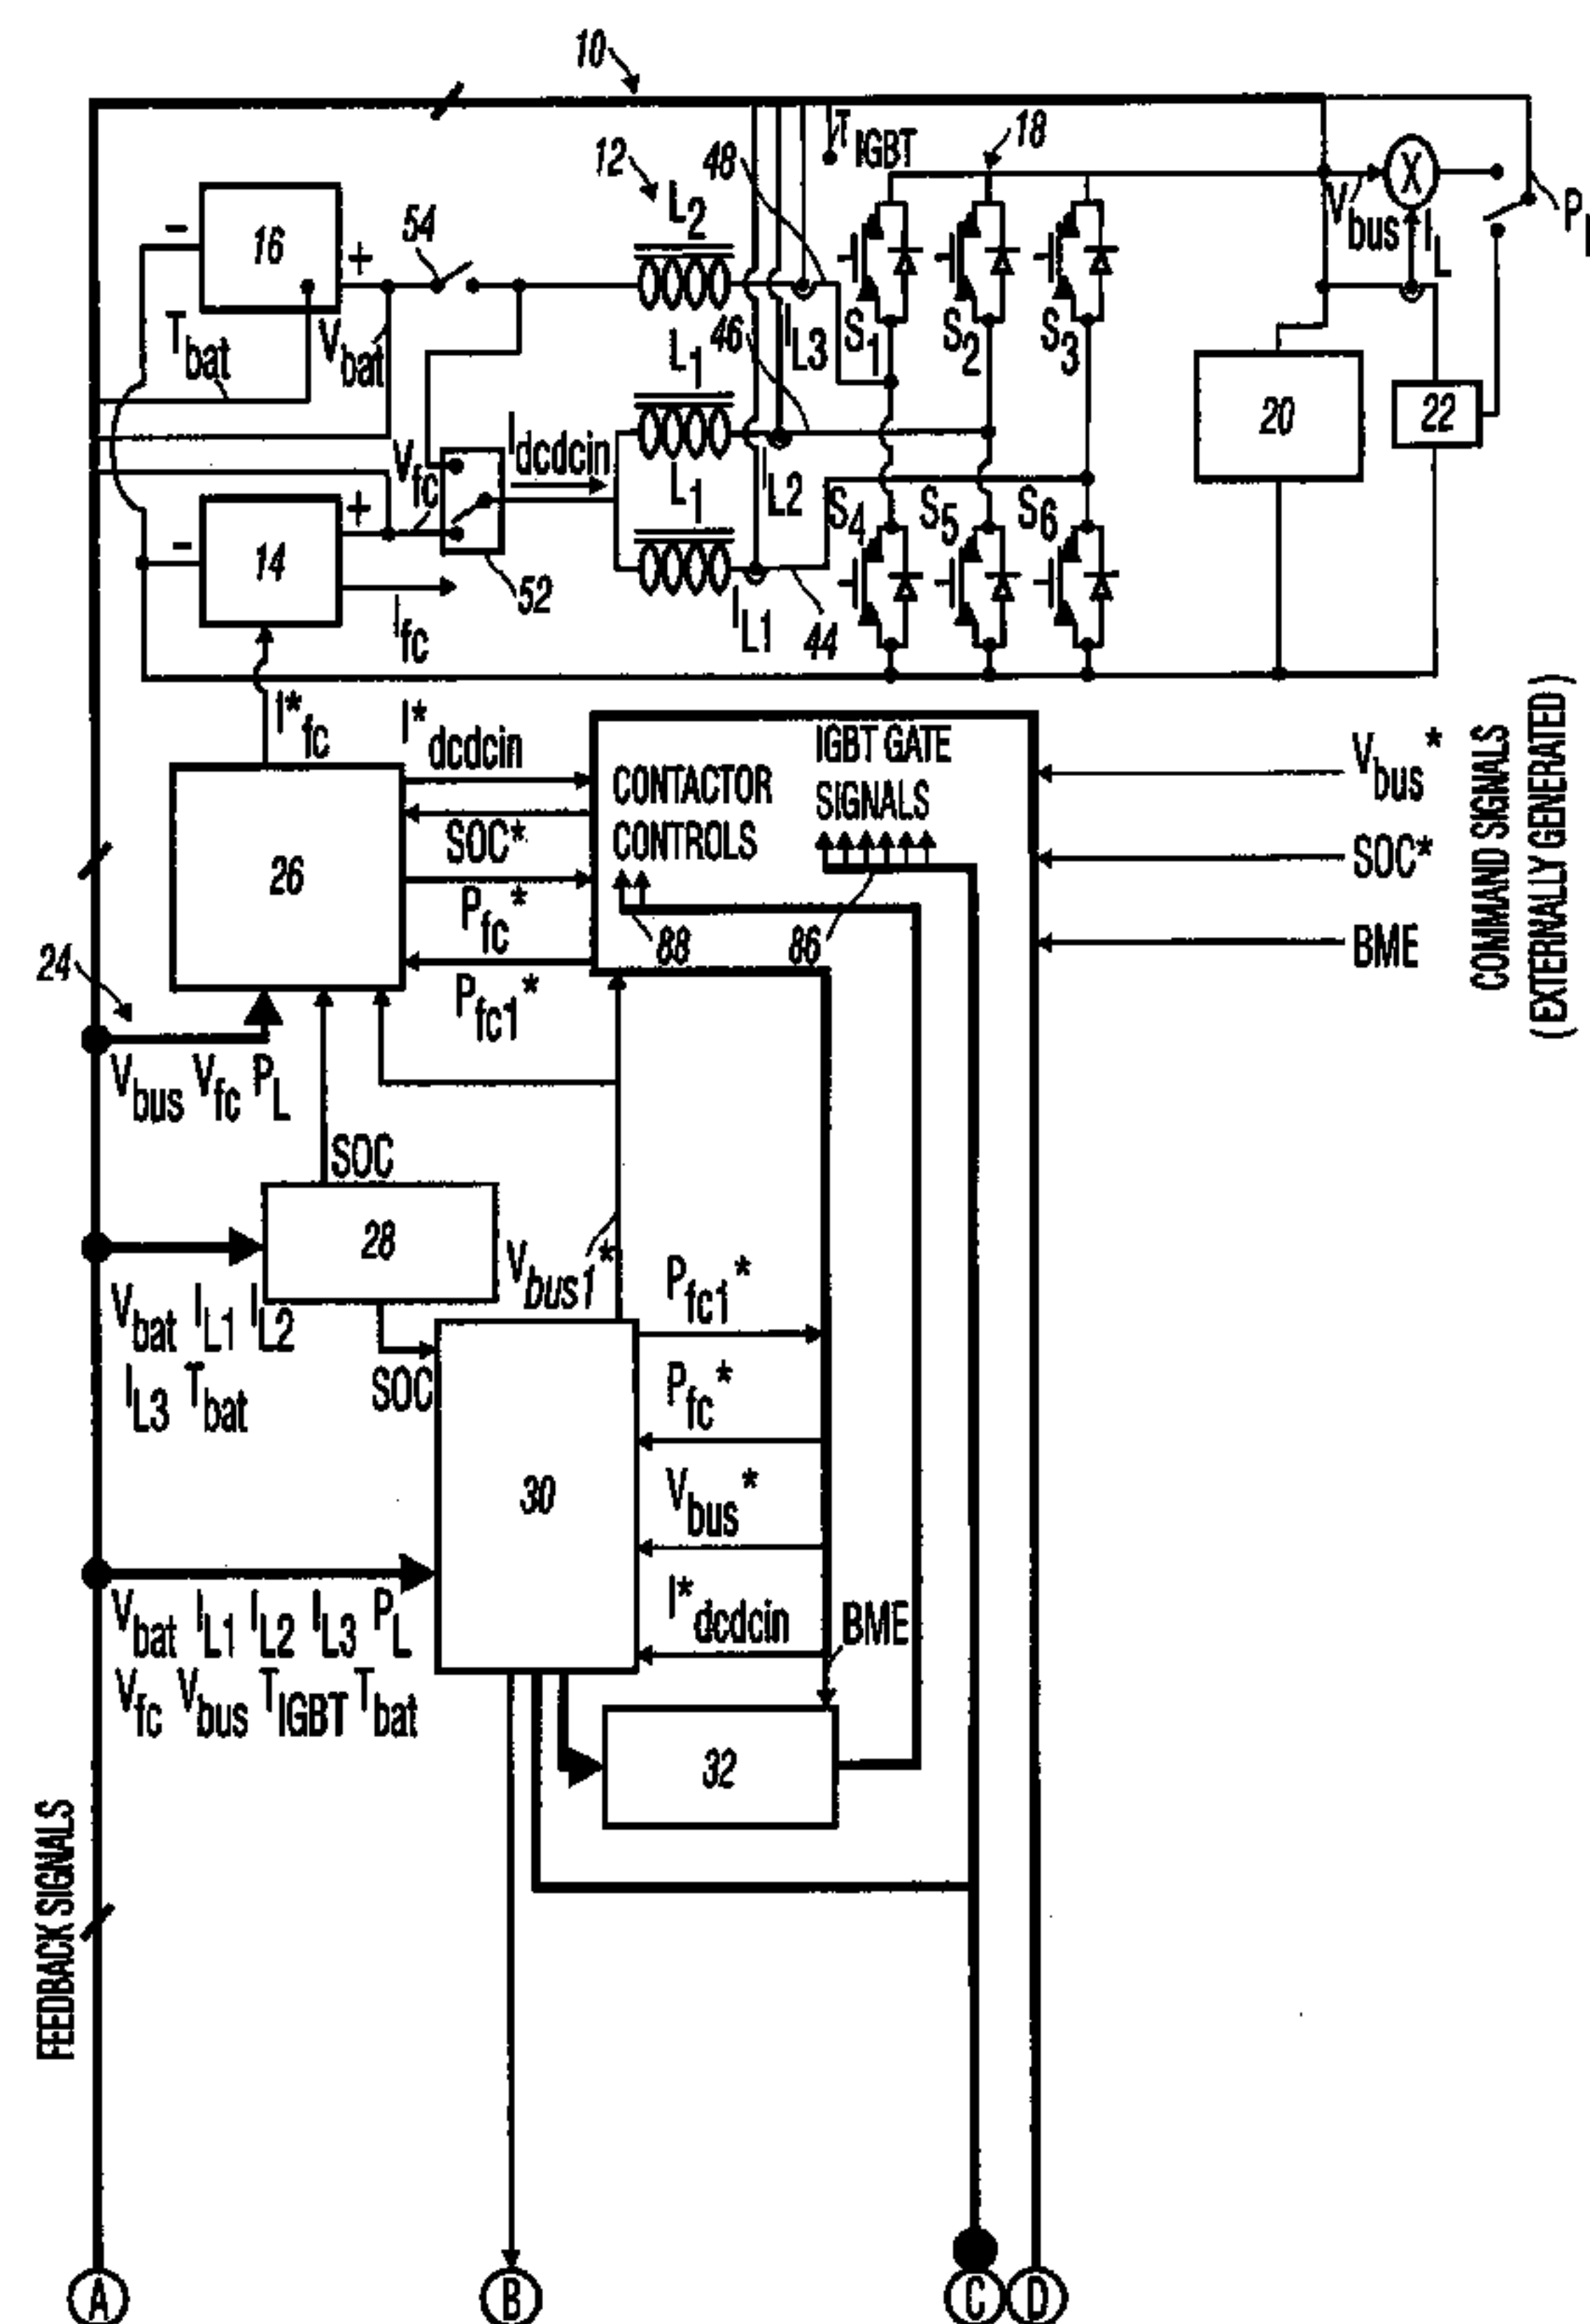 10
12
L2
48
T IGBT
18
16
-
+
54
Tbat
Vbat
L1
46
IL3
S1
S2
S3
Vbus
X
IL
20
22
Vfc
Idcdcin
L1
IL2
S4
S5
S6
14
-
+
52
Ifc
IL1
44
I*fc
I*dcdcin
26
SOC*
Pfc*
Pfc1*
CONTACTOR
CONTROLS
IGBT GATE
SIGNALS
88
86
Vbus*
SOC*
BME
COMMAND SIGNALS
(EXTERNALLY GENERATED)
24
Vbus Vfc PL
SOC
28
Vbus1*
Vbat IL1 IL2
IL3 Tbat
SOC
30
Pfc1*
Pfc*
Vbus*
I*dcdcin
BME
Vbat IL1 IL2 IL3 PL
Vfc Vbus TIGBT Tbat
32
FEEDBACK SIGNALS
A
B
C
D